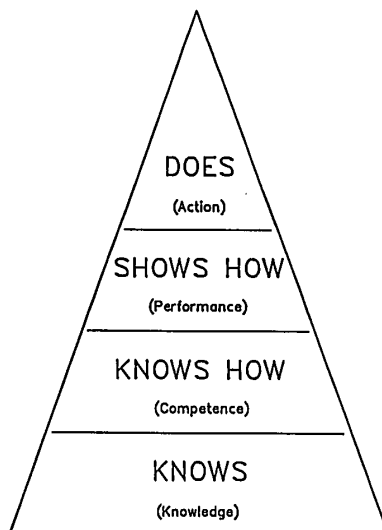 DOES
(Action)
SHOWS HOW
(Performance)
KNOWS HOW
(Competence)
KNOWS
(Knowledge)